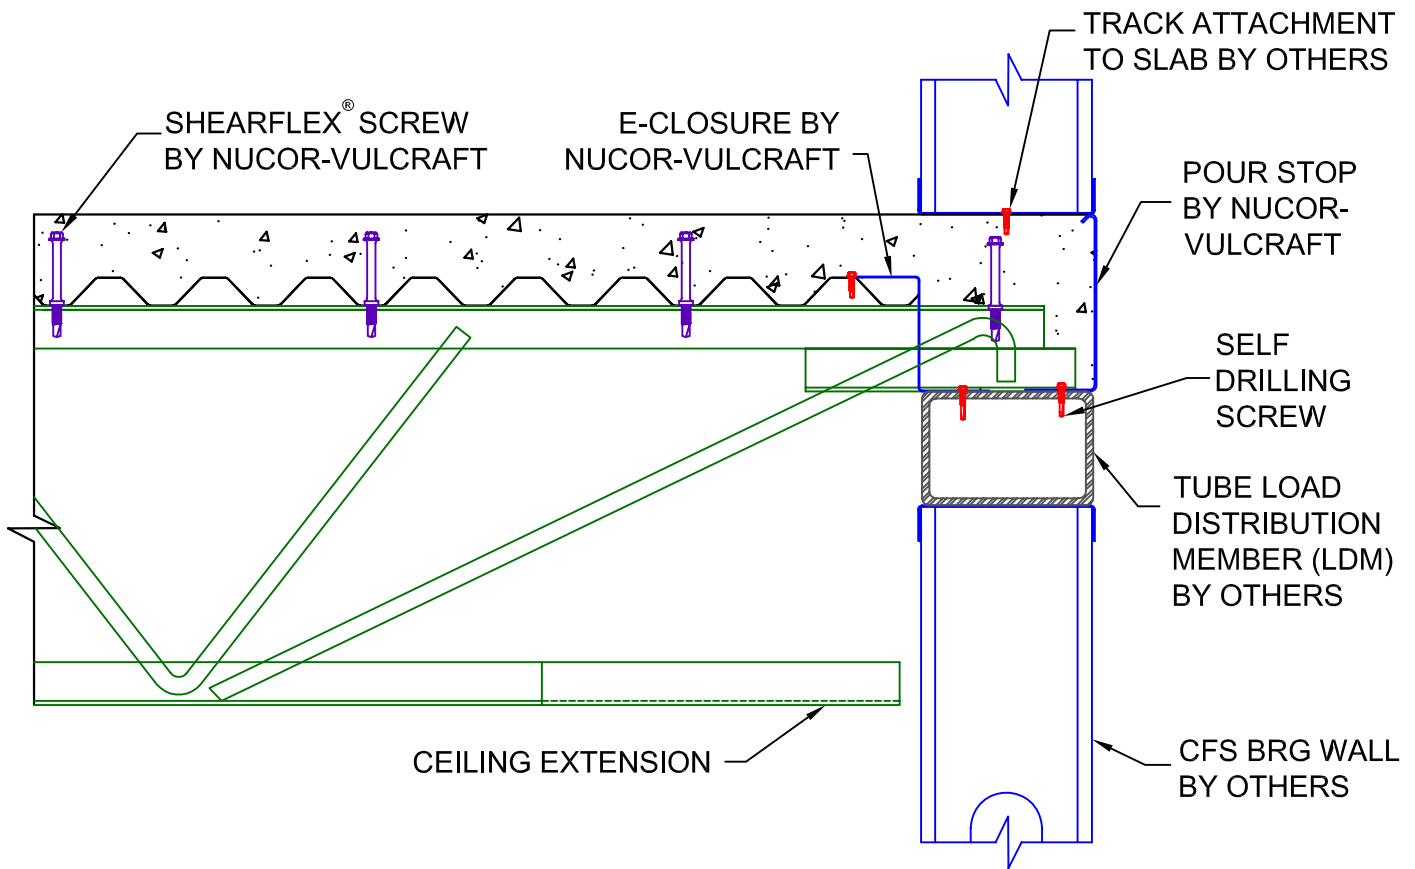 TRACK ATTACHMENT
TO SLAB BY OTHERS
SHEARFLEX® SCREW
BY NUCOR-VULCRAFT
E-CLOSURE BY
NUCOR-VULCRAFT
POUR STOP
BY NUCOR-
VULCRAFT
SELF
DRILLING
SCREW
TUBE LOAD
DISTRIBUTION
MEMBER (LDM)
BY OTHERS
CEILING EXTENSION
CFS BRG WALL
BY OTHERS